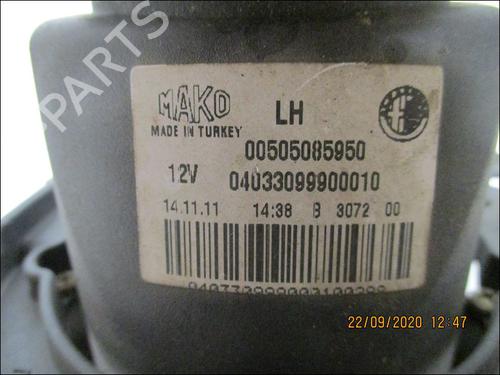 PARTS
MAKO LH
MADE IN TURKEY
00505085950
12V 04033099900010
14.11.11 14:38 B 3072 00
22/09/2020 12:47